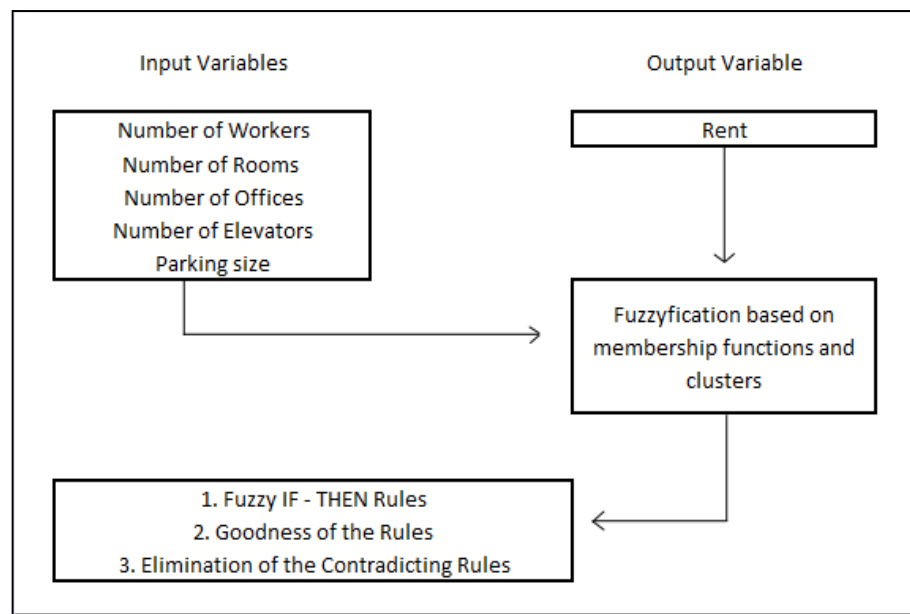 Input Variables
Output Variable
Number of Workers
Number of Rooms
Number of Offices
Number of Elevators
Parking size
Rent
Fuzzyfication based on
membership functions and
clusters
1. Fuzzy IF - THEN Rules
2. Goodness of the Rules
3. Elimination of the Contradicting Rules